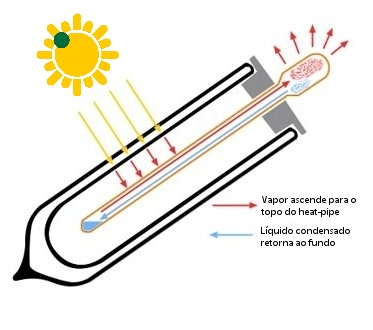 Vapor ascende para o
topo do heat-pipe
Líquido condensado
retorna ao fundo